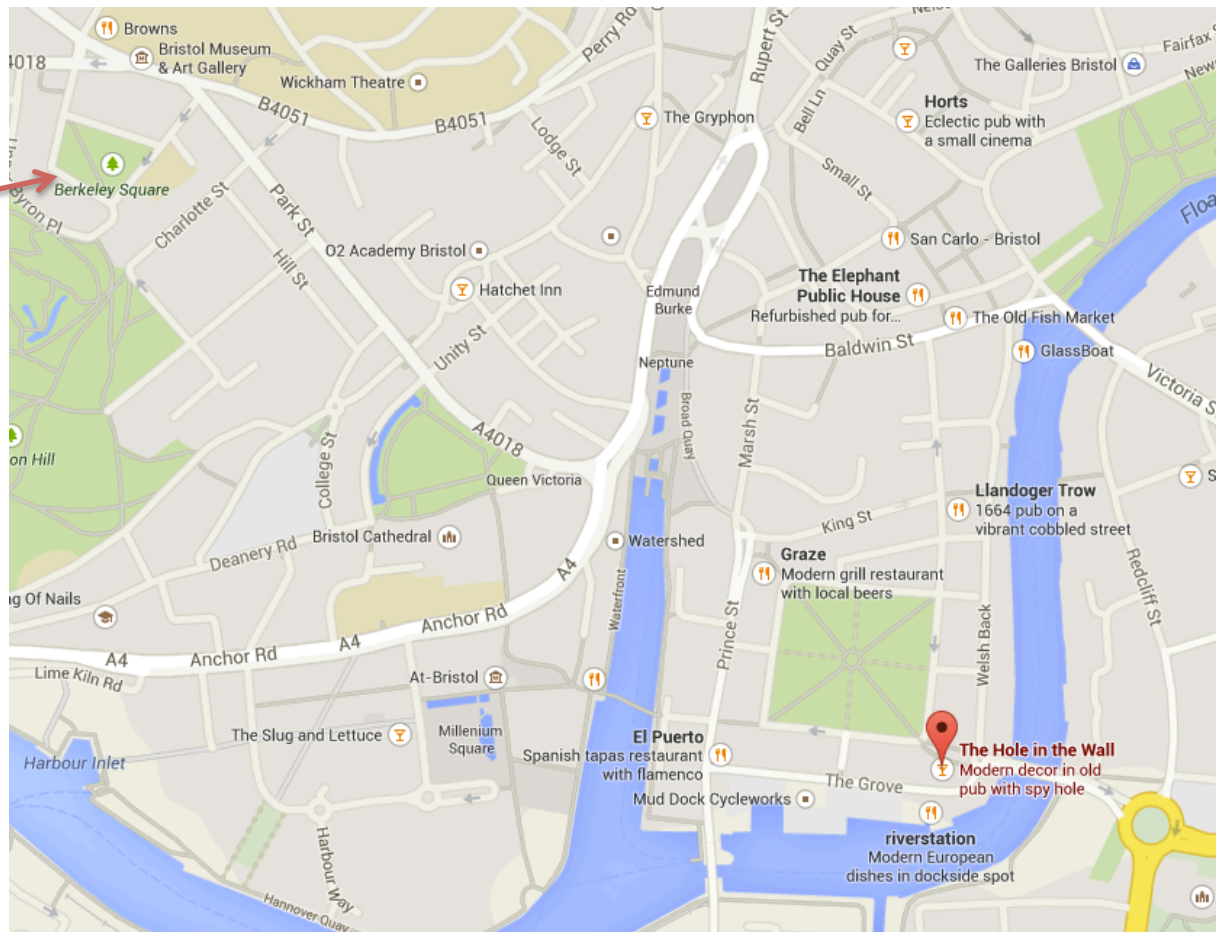 Browns
4018
Bristol Museum
& Art Gallery
Wickham Theatre
Perry Rd
Rupert St
Quay St
Fairfax
The Galleries Bristol
B4051
B4051
Lodge St
The Gryphon
Bell Ln
Horts
Eclectic pub with
a small cinema
Berkeley Square
Byron Pl
Charlotte St
Park St
Small St
Hill St
O2 Academy Bristol
San Carlo - Bristol
Hatchet Inn
Edmund
Burke
The Elephant
Public House
Refurbished pub for...
The Old Fish Market
Unity St
Neptune
Baldwin St
GlassBoat
Victoria S
on Hill
College St
A4018
Queen Victoria
Broad Quay
Marsh St
Llandoger Trow
1664 pub on a
vibrant cobbled street
King St
Deanery Rd
Bristol Cathedral
Watershed
Graze
Modern grill restaurant
with local beers
Redcliff St
A4
Waterfront
g Of Nails
Anchor Rd
A4
Anchor Rd
A4
Prince St
Welsh Back
Lime Kiln Rd
At-Bristol
The Slug and Lettuce
Millenium
Square
El Puerto
Spanish tapas restaurant
with flamenco
The Hole in the Wall
Modern decor in old
pub with spy hole
Harbour Inlet
The Grove
Mud Dock Cycleworks
riverstation
Modern European
dishes in dockside spot
Harbour Way
Hannover Quay